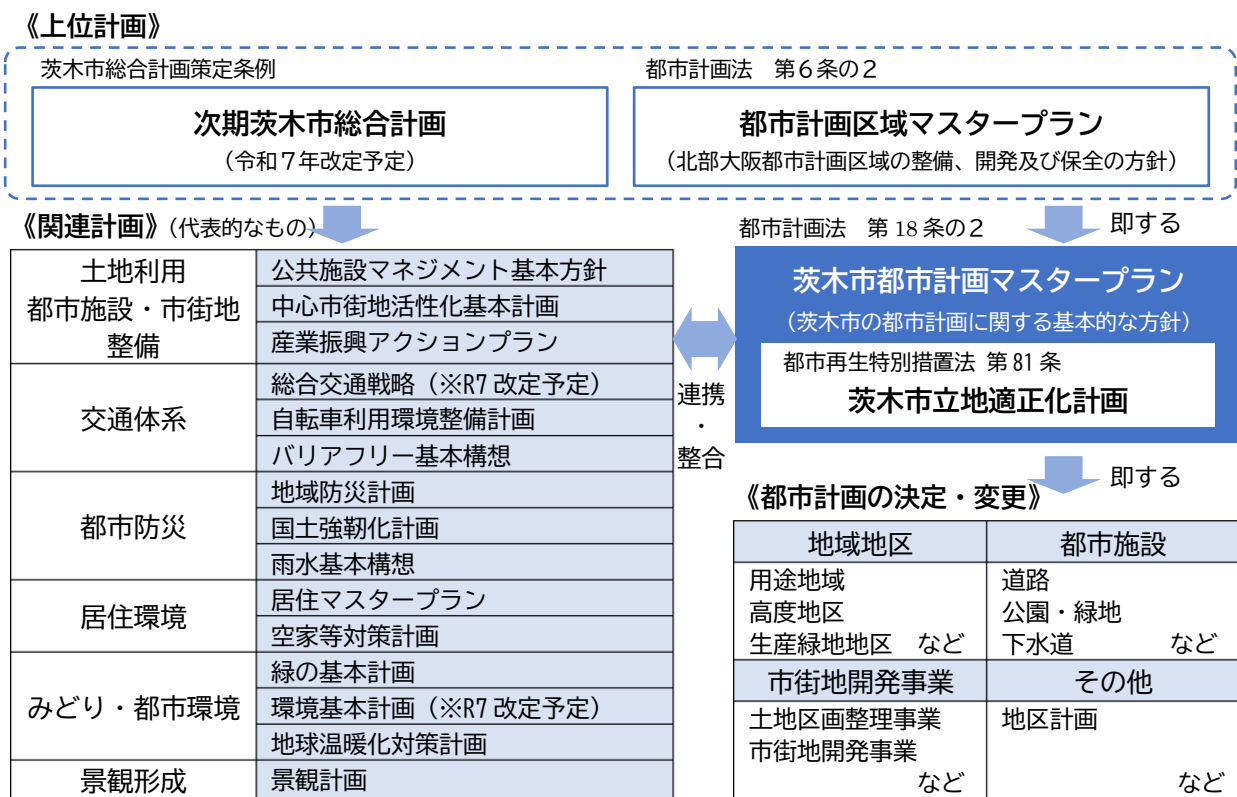 《上位計画》
茨木市総合計画策定条例
次期茨木市総合計画
（令和７年改定予定）
都市計画法　第６条の２
都市計画区域マスタープラン
（北部大阪都市計画区域の整備、開発及び保全の方針）
《関連計画》（代表的なもの）
土地利用
都市施設・市街地
整備
公共施設マネジメント基本方針
中心市街地活性化基本計画
産業振興アクションプラン
交通体系
総合交通戦略（※R7 改定予定）
自転車利用環境整備計画
バリアフリー基本構想
都市防災
地域防災計画
国土強靭化計画
雨水基本構想
居住環境
居住マスタープラン
空家等対策計画
みどり・都市環境
緑の基本計画
環境基本計画（※R7 改定予定）
地球温暖化対策計画
景観形成
景観計画
連携
・
整合
都市計画法　第 18 条の２
即する
茨木市都市計画マスタープラン
（茨木市の都市計画に関する基本的な方針）
都市再生特別措置法 第 81 条
茨木市立地適正化計画
即する
《都市計画の決定・変更》
地域地区
用途地域
高度地区
生産緑地地区　など
都市施設
道路
公園・緑地
下水道　など
市街地開発事業
土地区画整理事業
市街地開発事業
など
その他
地区計画
など